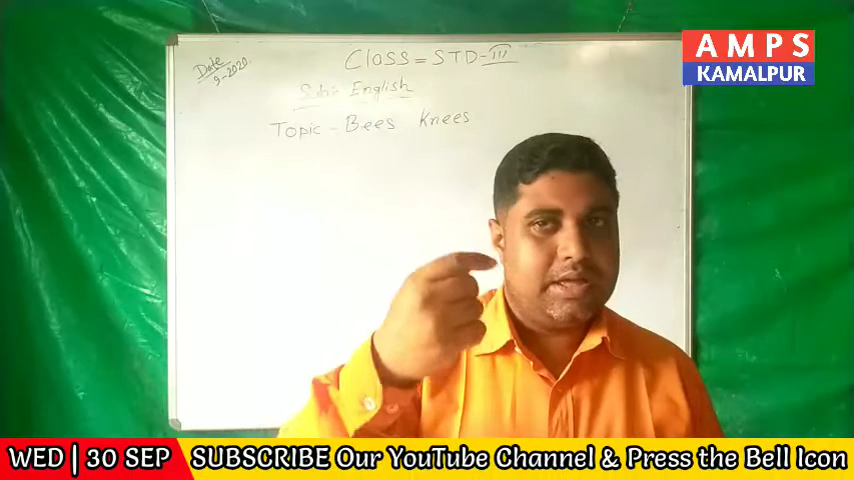 AMPS
KAMALPUR
Date
9-2020
Class = STD-III
English
Topic - Bees Knees
WED | 30 SEP SUBSCRIBE Our YouTube Channel & Press the Bell Icon